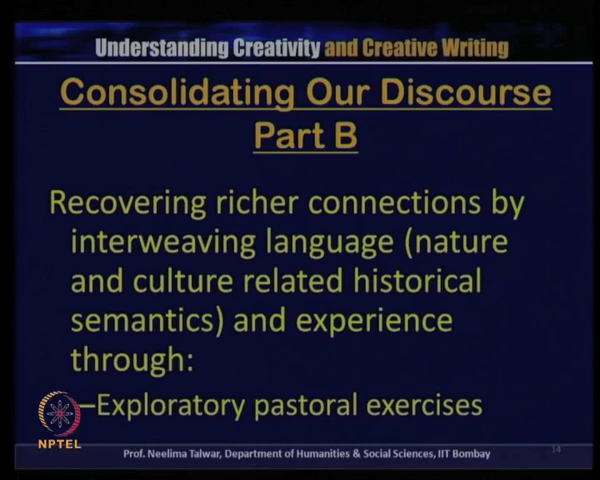 Understanding Creativity and Creative Writing
Consolidating Our Discourse
Part B
Recovering richer connections by
interweaving language (nature
and culture related historical
semantics) and experience
through:
–Exploratory pastoral exercises
NPTEL
Prof. Neelima Talwar, Department of Humanities & Social Sciences, IIT Bombay
14